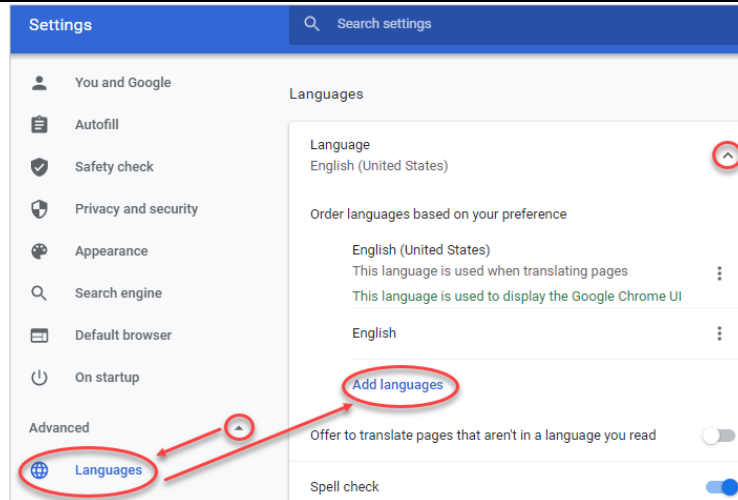 Settings
Search settings
You and Google
Autofill
Safety check
Privacy and security
Appearance
Search engine
Default browser
On startup
Advanced
Languages
Languages
Language
English (United States)
Order languages based on your preference
English (United States)
This language is used when translating pages
This language is used to display the Google Chrome UI
English
Add languages
Offer to translate pages that aren't in a language you read
Spell check